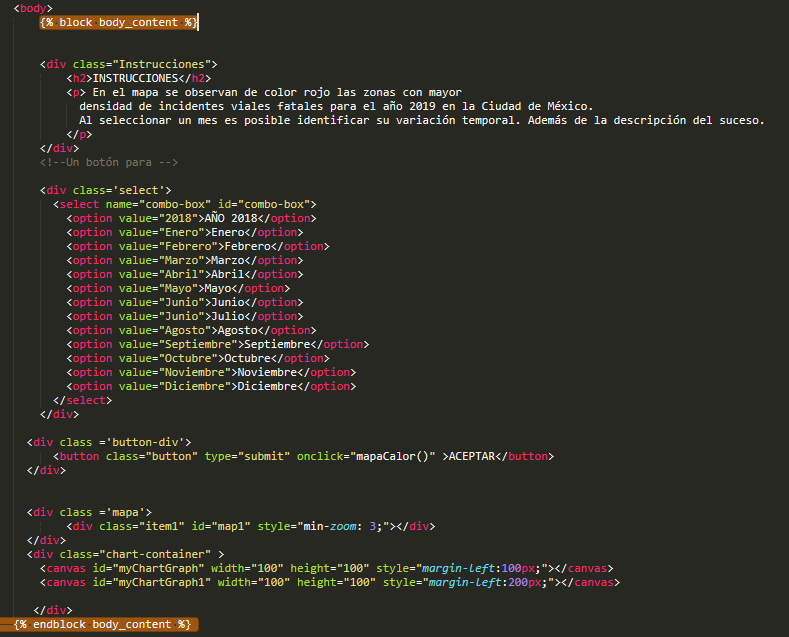 <body>
{% block body_content %}
<div class="Instrucciones">
<h2>INSTRUCCIONES</h2>
<p> En el mapa se observan de color rojo las zonas con mayor
densidad de incidentes viales fatales para el año 2019 en la Ciudad de México.
Al seleccionar un mes es posible identificar su variación temporal. Además de la descripción del suceso.
</p>
</div>
<!--Un botón para -->
<div class='select'>
<select name="combo-box" id="combo-box">
<option value="2018">AÑO 2018</option>
<option value="Enero">Enero</option>
<option value="Febrero">Febrero</option>
<option value="Marzo">Marzo</option>
<option value="Abril">Abril</option>
<option value="Mayo">Mayo</option>
<option value="Junio">Junio</option>
<option value="Junio">Julio</option>
<option value="Agosto">Agosto</option>
<option value="Septiembre">Septiembre</option>
<option value="Octubre">Octubre</option>
<option value="Noviembre">Noviembre</option>
<option value="Diciembre">Diciembre</option>
</select>
</div>
<div class ='button-div'>
<button class="button" type="submit" onclick="mapaCalor()" >ACEPTAR</button>
</div>
<div class ='mapa'>
<div class="item1" id="map1" style="min-zoom: 3;"></div>
</div>
<div class="chart-container" >
<canvas id="myChartGraph" width="100" height="100" style="margin-left:100px;"></canvas>
<canvas id="myChartGraph1" width="100" height="100" style="margin-left:200px;"></canvas>
</div>
{% endblock body_content %}